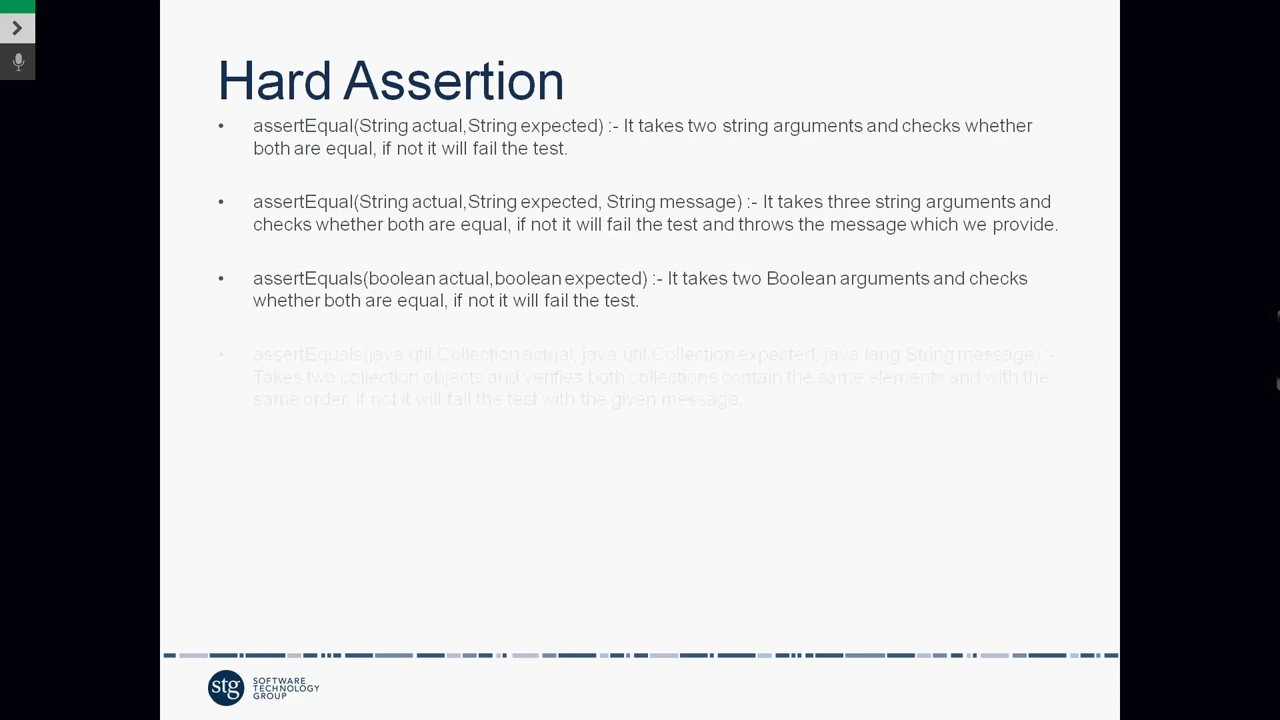 Hard Assertion
• assertEqual(String actual,String expected) :- It takes two string arguments and checks whether
both are equal, if not it will fail the test.
• assertEqual(String actual,String expected, String message) :- It takes three string arguments and
checks whether both are equal, if not it will fail the test and throws the message which we provide.
• assertEquals(boolean actual,boolean expected) :- It takes two Boolean arguments and checks
whether both are equal, if not it will fail the test.
• assertEquals(java.util.Collection actual, java.util.Collection expected, java.lang.String message) :-
Takes two collection objects and verifies both collections contain the same elements and with the
same order. if not it will fail the test with the given message.
stg
SOFTWARE
TECHNOLOGY
GROUP